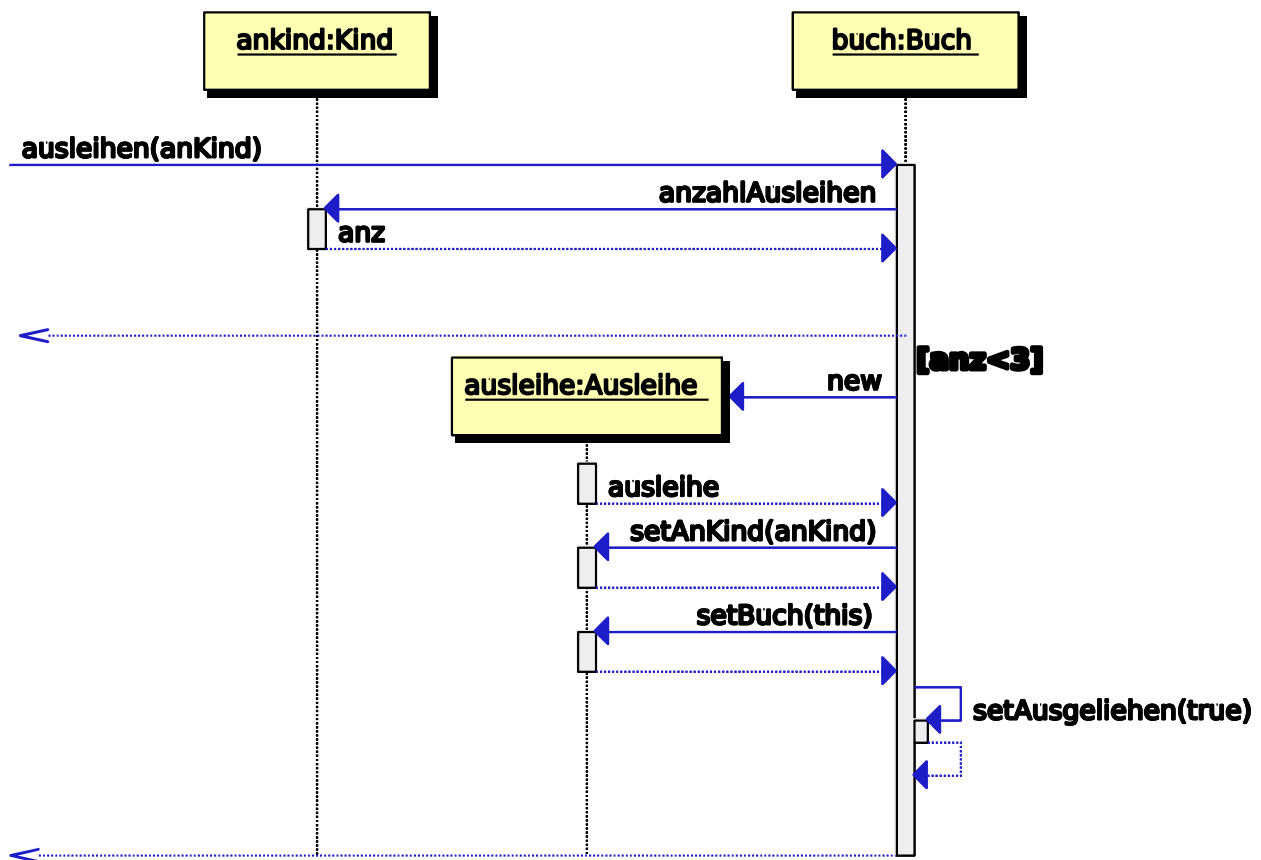 ankind:Kind
buch:Buch
ausleihen(anKind)
anzahlAusleihen
anz
[anz<3]
ausleihe:Ausleihe
new
ausleihe
setAnKind(anKind)
setBuch(this)
setAusgeliehen(true)